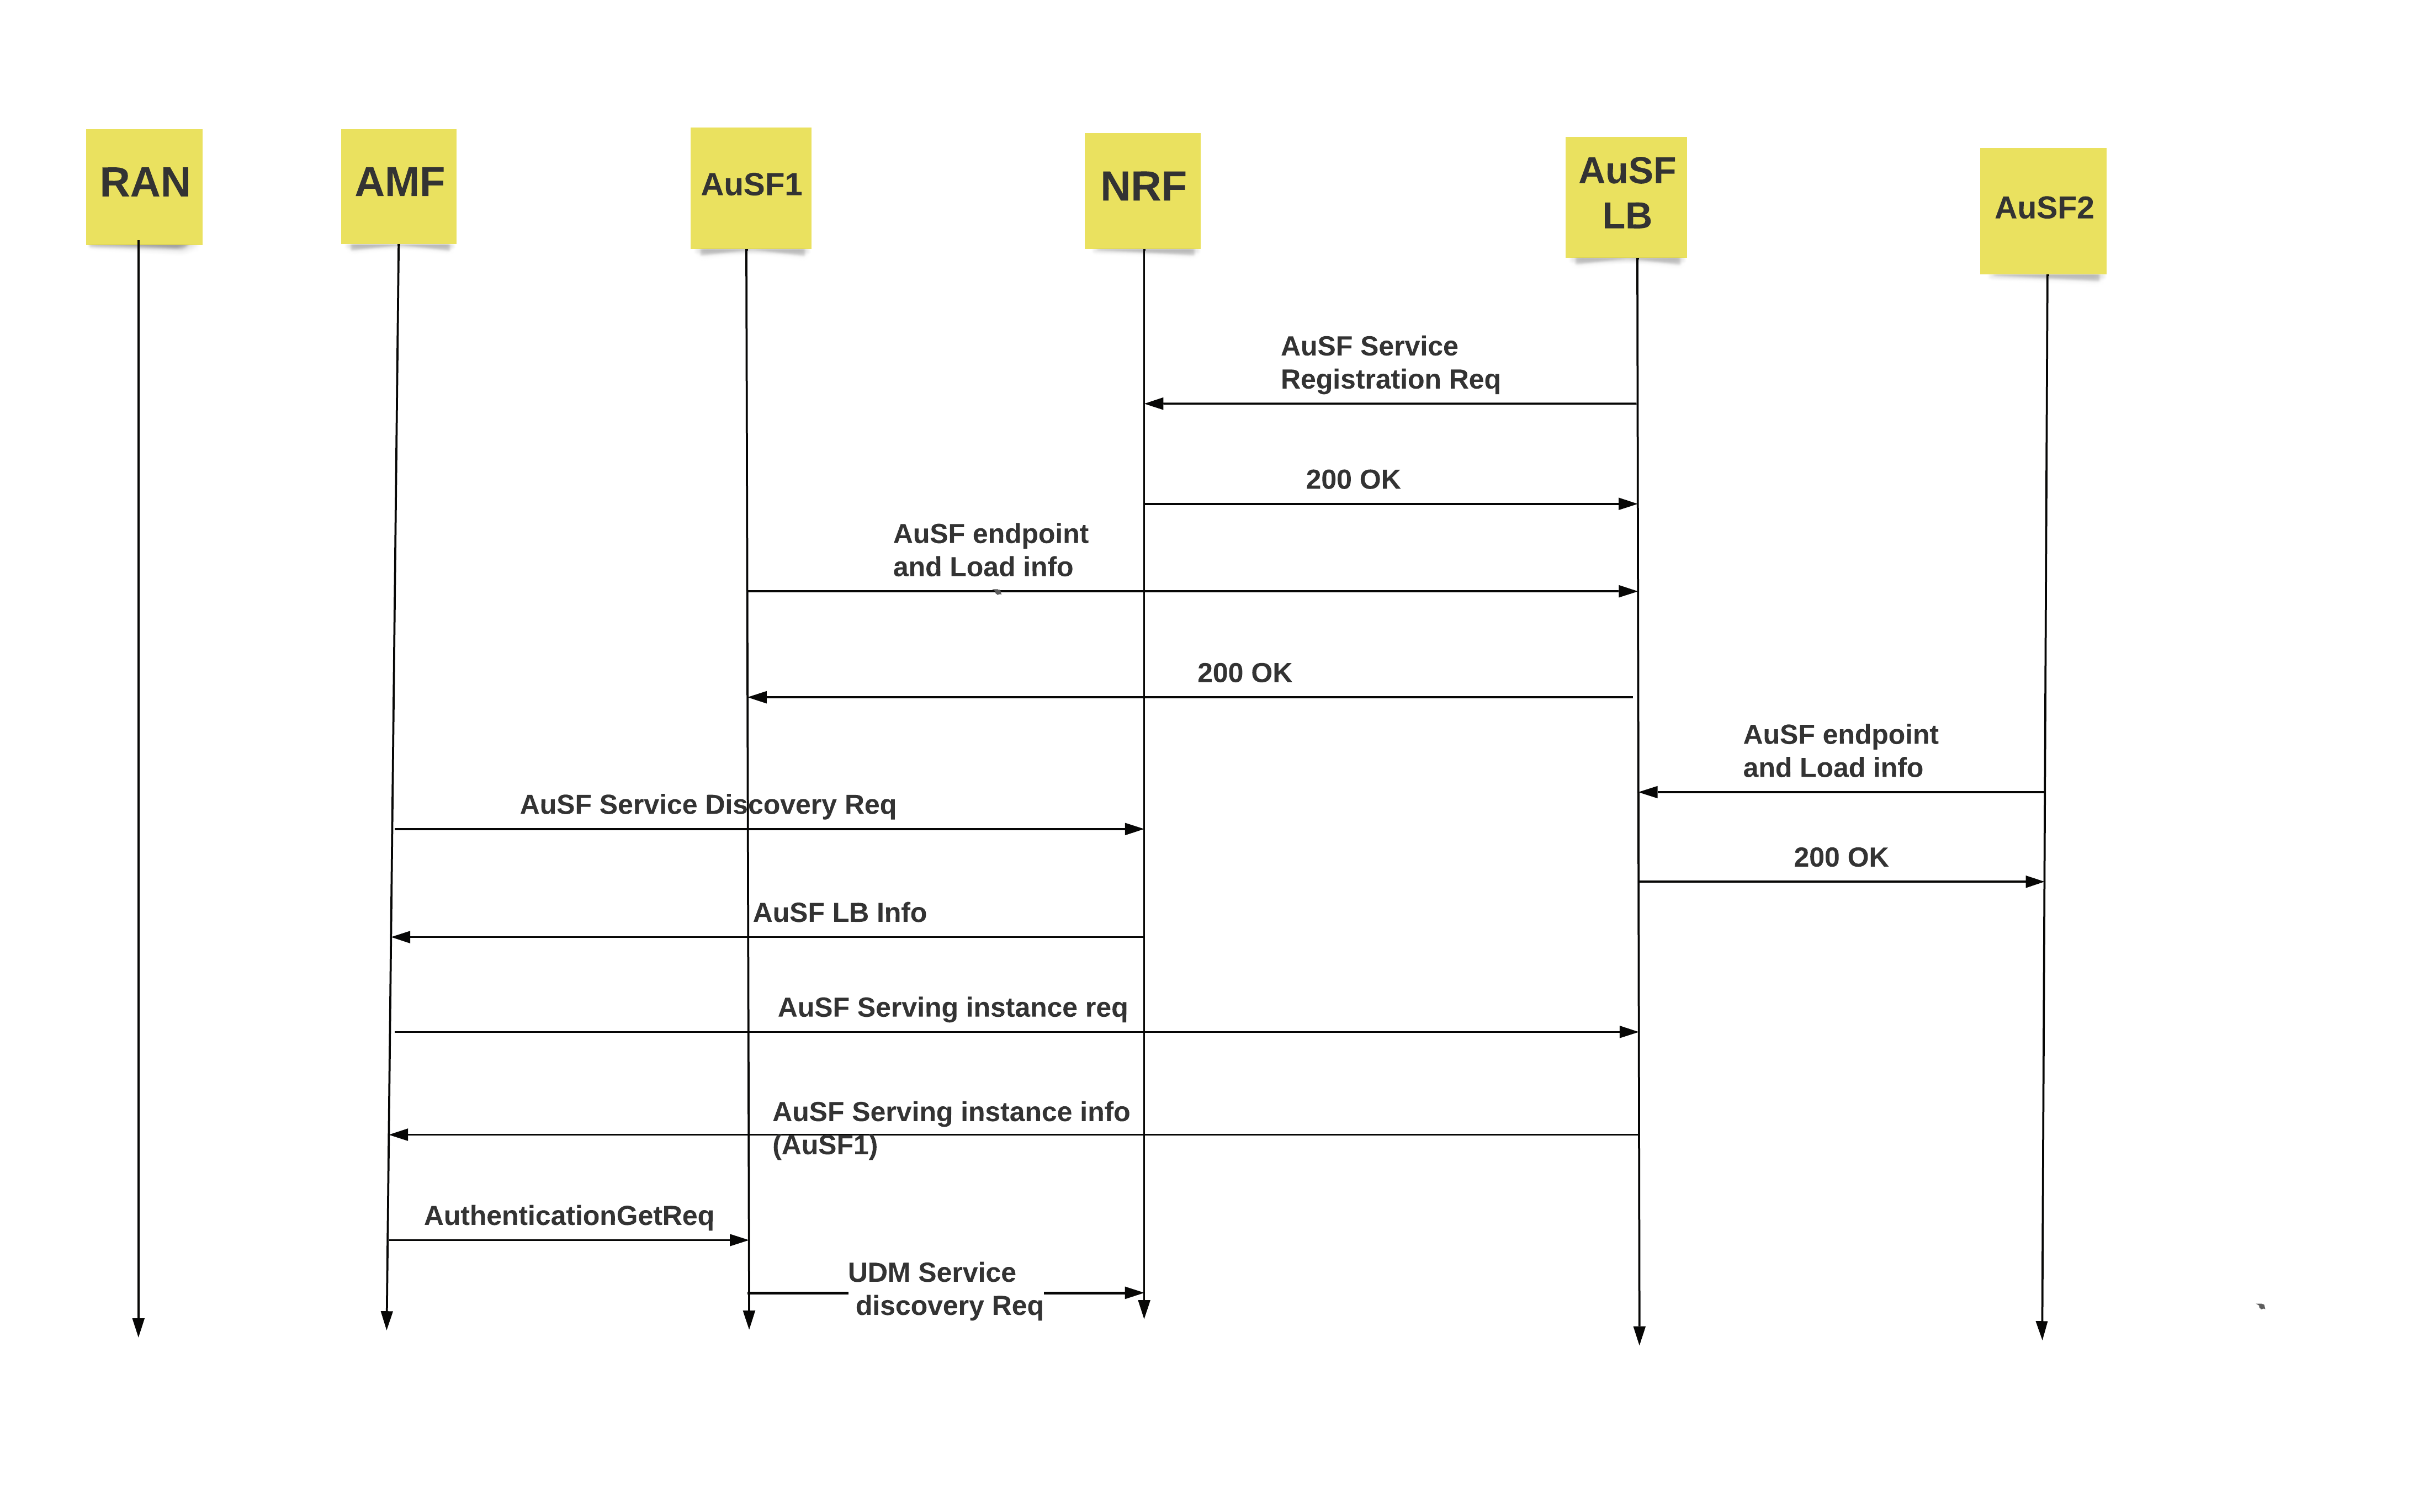 RAN
AMF
AuSF1
NRF
AuSF
LB
AuSF2
AuSF Service
Registration Req
200 OK
AuSF endpoint
and Load info
200 OK
AuSF endpoint
and Load info
AuSF Service Discovery Req
200 OK
AuSF LB Info
AuSF Serving instance req
AuSF Serving instance info
(AuSF1)
AuthenticationGetReq
UDM Service
discovery Req